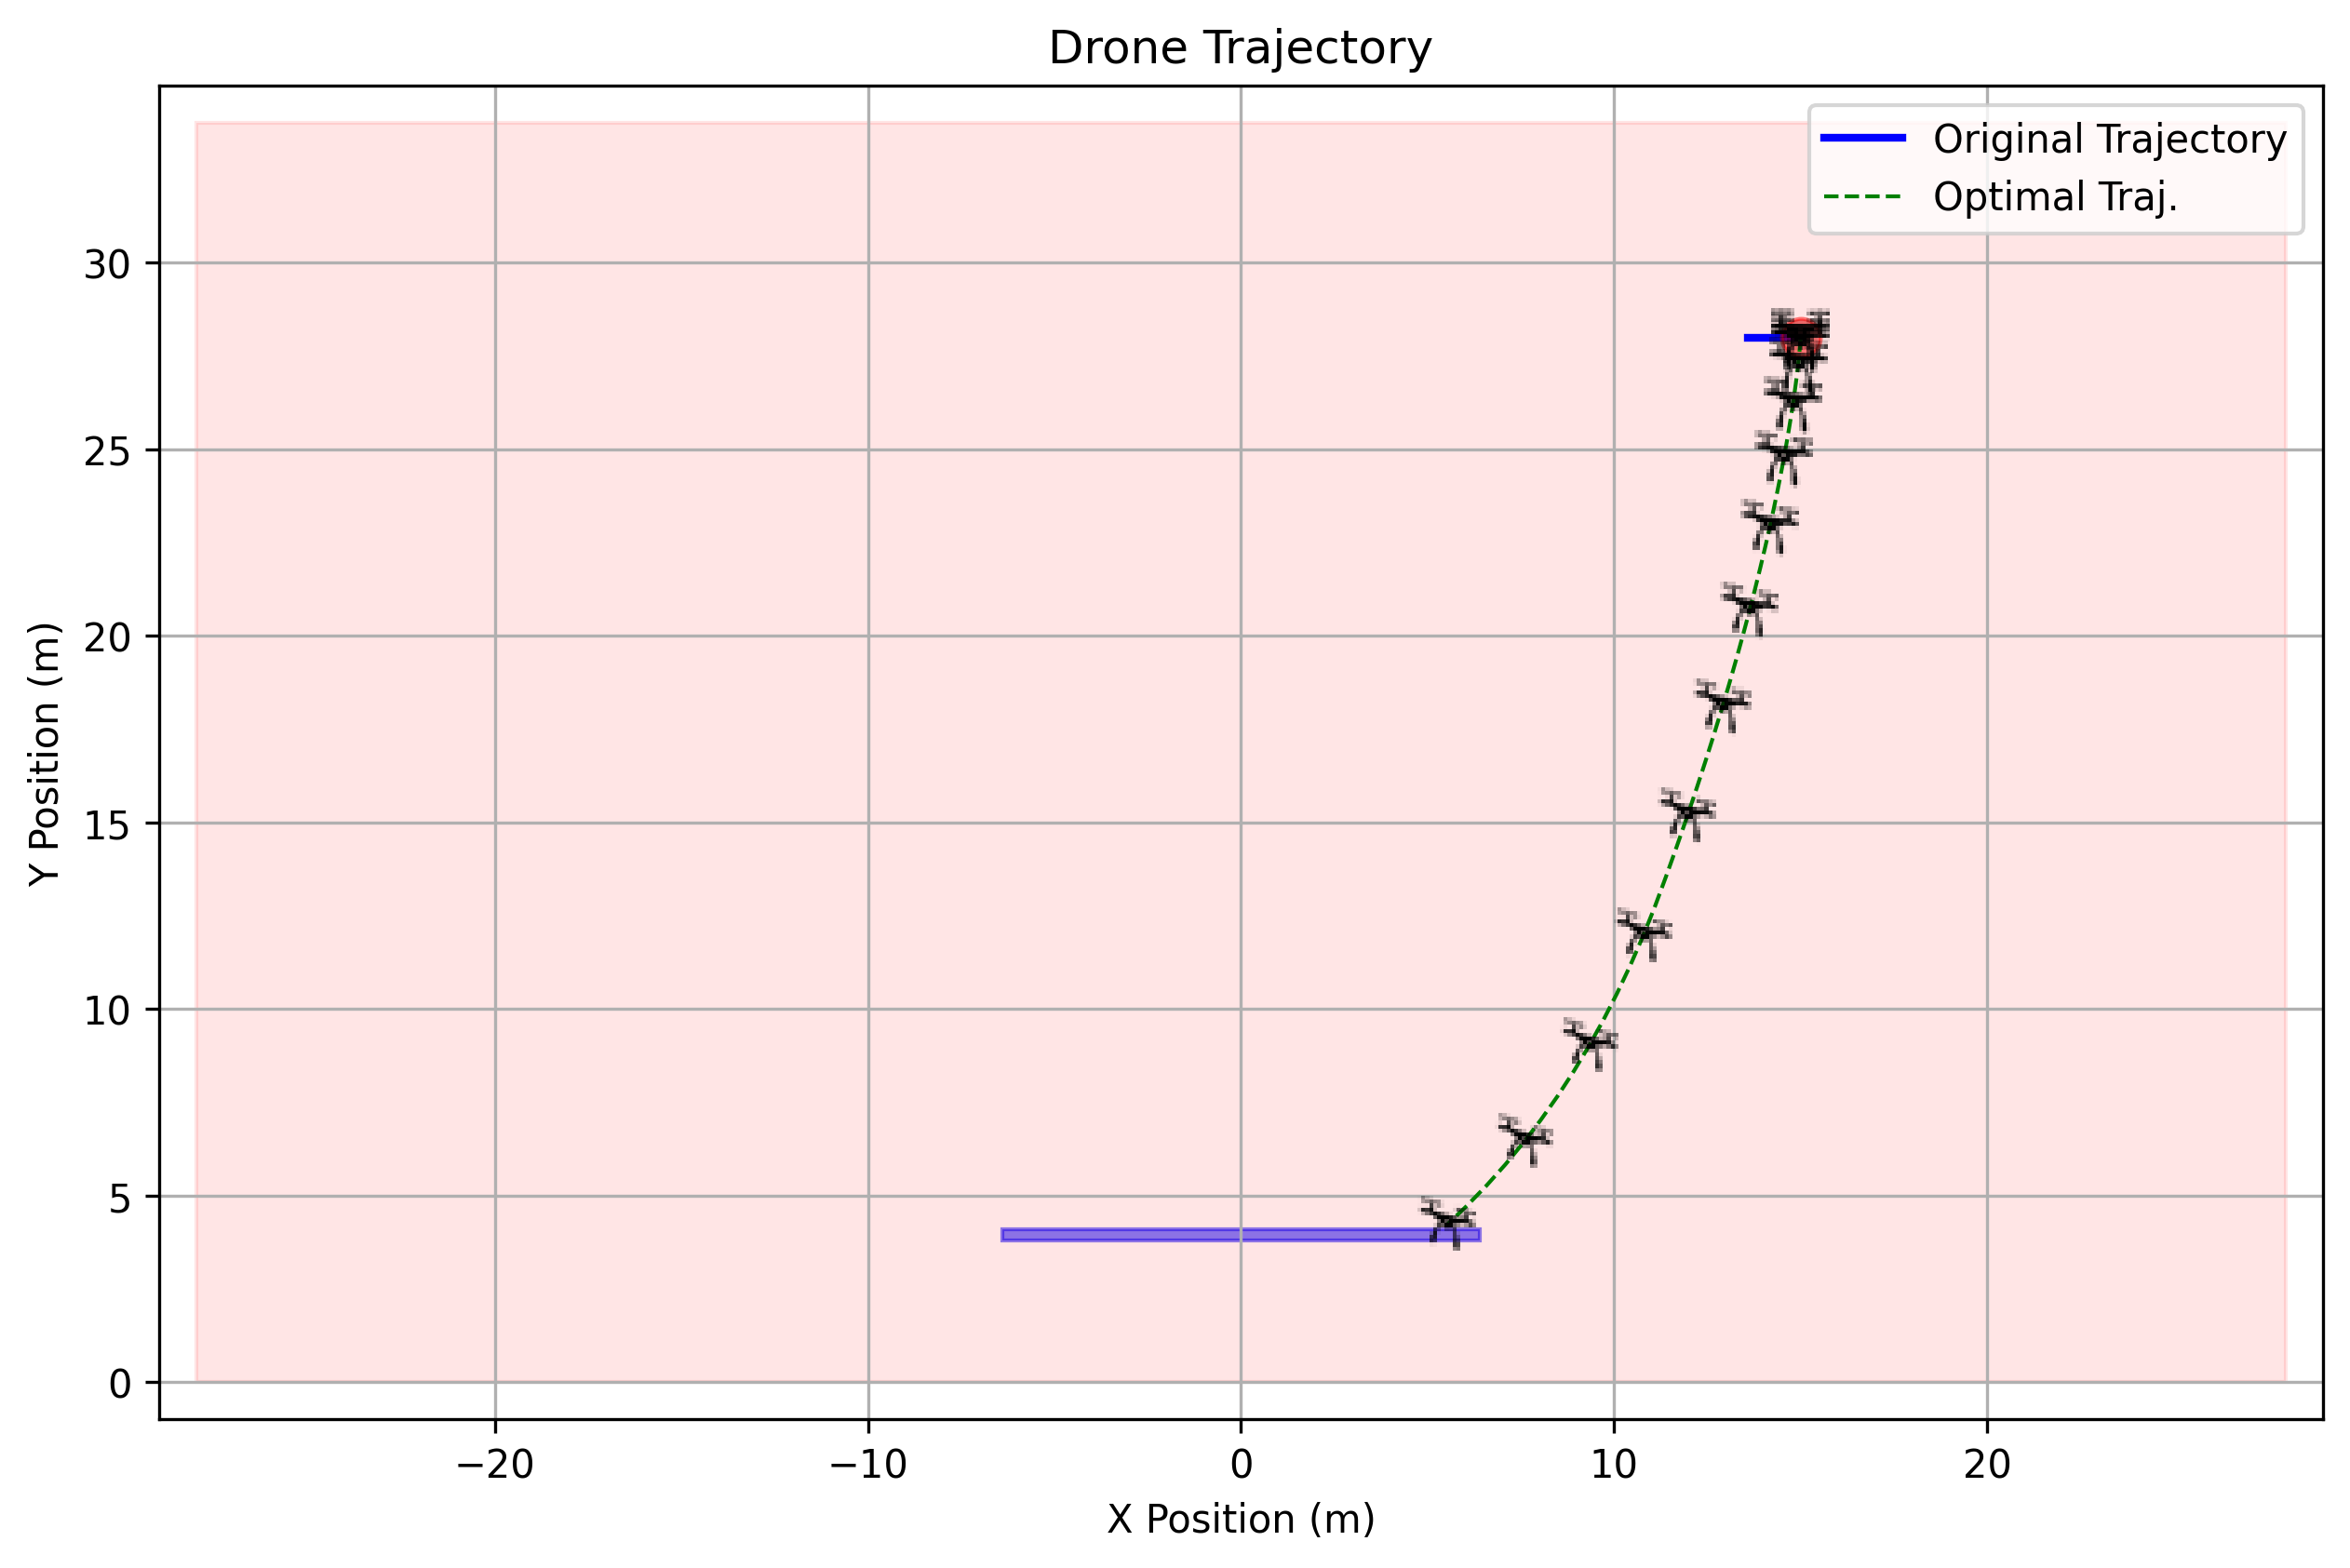 Drone Trajectory
Original Trajectory
Optimal Traj.
30
25
20
15
10
5
0
Y Position (m)
−20
−10
0
10
20
X Position (m)